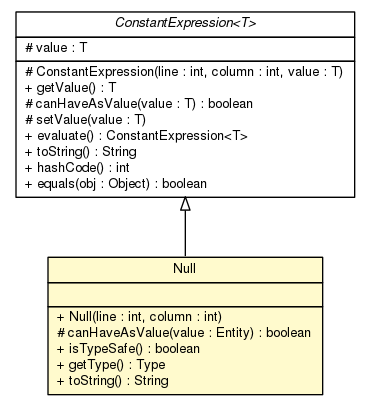 ConstantExpression<T>
# value : T
# ConstantExpression(line : int, column : int, value : T)
+ getValue() : T
# canHaveAsValue(value : T) : boolean
# setValue(value : T)
+ evaluate() : ConstantExpression<T>
+ toString() : String
+ hashCode() : int
+ equals(obj : Object) : boolean
Null
+ Null(line : int, column : int)
# canHaveAsValue(value : Entity) : boolean
+ isTypeSafe() : boolean
+ getType() : Type
+ toString() : String